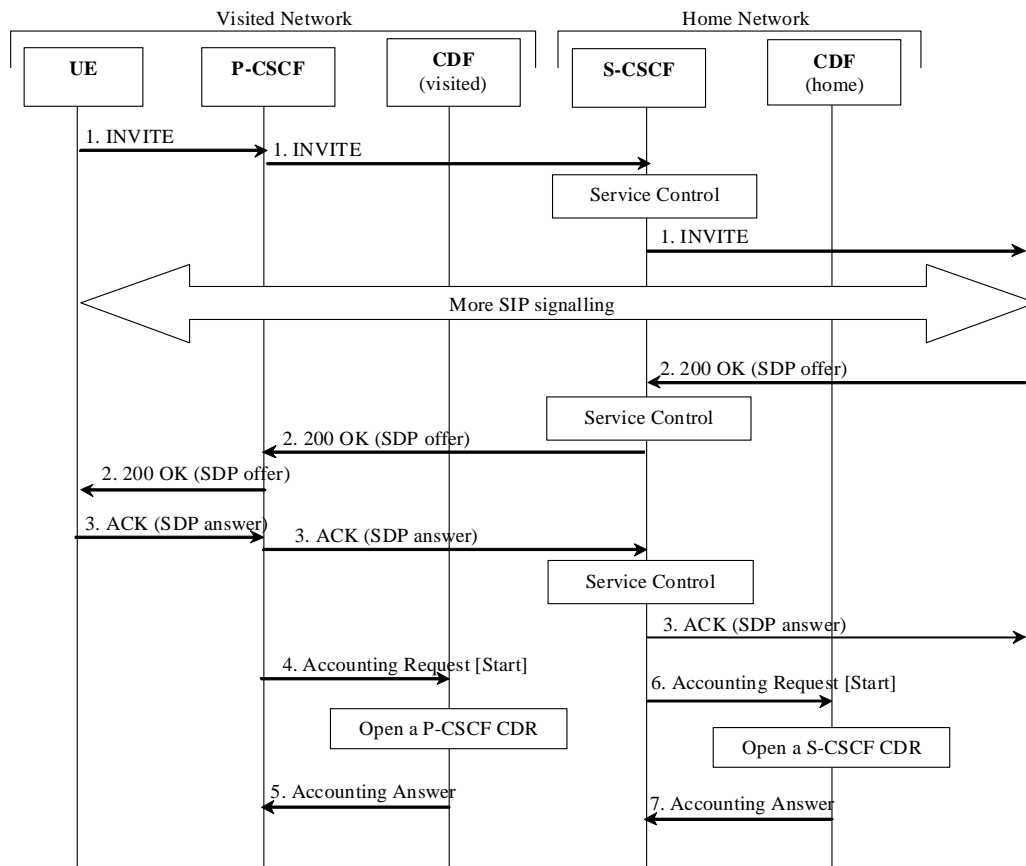 Visited Network
Home Network
UE
P-CSCF
CDF
(visited)
S-CSCF
CDF
(home)
1. INVITE
1. INVITE
Service Control
1. INVITE
More SIP signalling
2. 200 OK (SDP offer)
Service Control
2. 200 OK (SDP offer)
2. 200 OK (SDP offer)
3. ACK (SDP answer)
3. ACK (SDP answer)
Service Control
3. ACK (SDP answer)
4. Accounting Request [Start]
6. Accounting Request [Start]
Open a P-CSCF CDR
Open a S-CSCF CDR
5. Accounting Answer
7. Accounting Answer